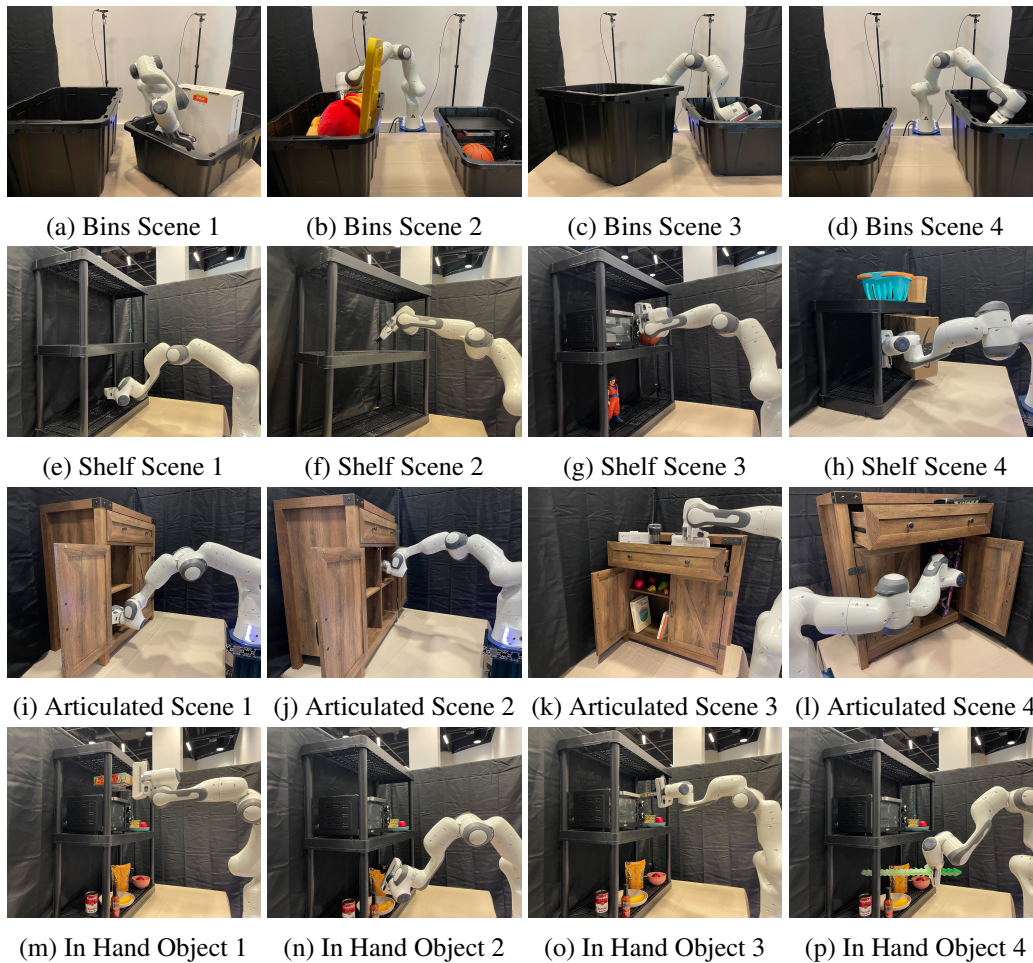 (a) Bins Scene 1
(b) Bins Scene 2
(c) Bins Scene 3
(d) Bins Scene 4
(e) Shelf Scene 1
(f) Shelf Scene 2
(g) Shelf Scene 3
(h) Shelf Scene 4
(i) Articulated Scene 1
(j) Articulated Scene 2
(k) Articulated Scene 3
(l) Articulated Scene 4
(m) In Hand Object 1
(n) In Hand Object 2
(o) In Hand Object 3
(p) In Hand Object 4